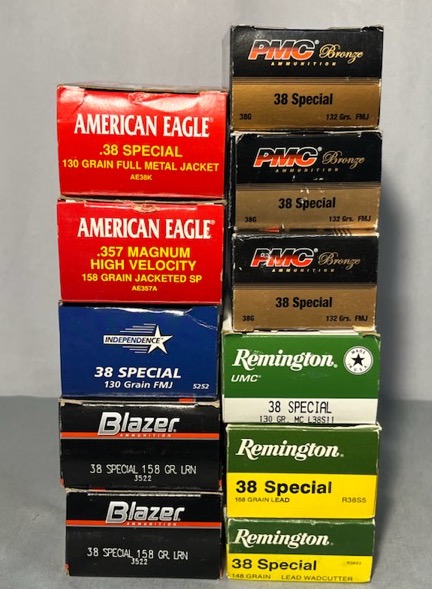 AMERICAN EAGLE
.38 SPECIAL
130 GRAIN FULL METAL JACKET
AE38K
AMERICAN EAGLE
.357 MAGNUM
HIGH VELOCITY
158 GRAIN JACKETED SP
AE357A
INDEPENDENCE
38 SPECIAL
130 Grain FMJ 5252
Blazer
AMMUNITION
38 SPECIAL 158 GR. LRN
3522
Blazer
AMMUNITION
38 SPECIAL 158 GR. LRN
3522
PMC Bronze
AMMUNITION
38 Special
38G 132 Grs. FMJ
PMC Bronze
AMMUNITION
38 Special
38G 132 Grs. FMJ
PMC Bronze
AMMUNITION
38 Special
38G 132 Grs. FMJ
Remington
UMC
38 SPECIAL
130 GR. MC L38S11
Remington
38 Special
158 GRAIN LEAD R38S5
Remington
38 Special
148 GRAIN LEAD WADCUTTER